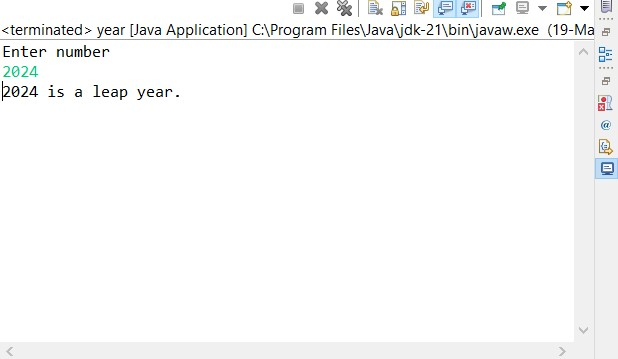 <terminated> year [Java Application] C:\Program Files\Java\jdk-21\bin\javaw.exe (19-Ma
Enter number
2024
2024 is a leap year.